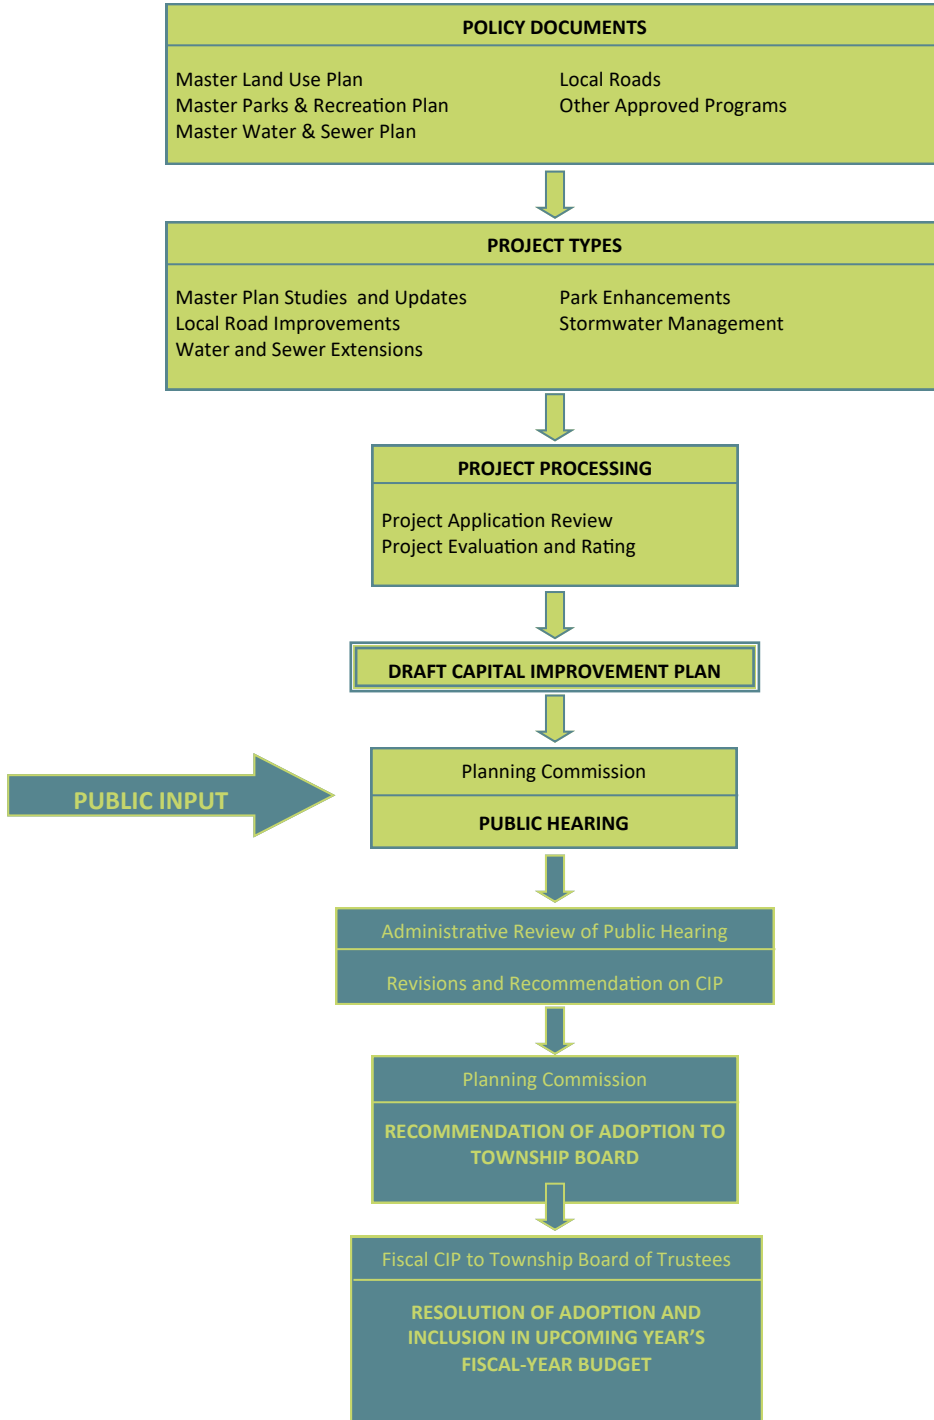 POLICY DOCUMENTS
Master Land Use Plan
Master Parks & Recreation Plan
Master Water & Sewer Plan
Local Roads
Other Approved Programs
PROJECT TYPES
Master Plan Studies and Updates
Local Road Improvements
Water and Sewer Extensions
Park Enhancements
Stormwater Management
PROJECT PROCESSING
Project Application Review
Project Evaluation and Rating
DRAFT CAPITAL IMPROVEMENT PLAN
PUBLIC INPUT
Planning Commission
PUBLIC HEARING
Administrative Review of Public Hearing
Revisions and Recommendation on CIP
Planning Commission
RECOMMENDATION OF ADOPTION TO
TOWNSHIP BOARD
Fiscal CIP to Township Board of Trustees
RESOLUTION OF ADOPTION AND
INCLUSION IN UPCOMING YEAR’S
FISCAL-YEAR BUDGET